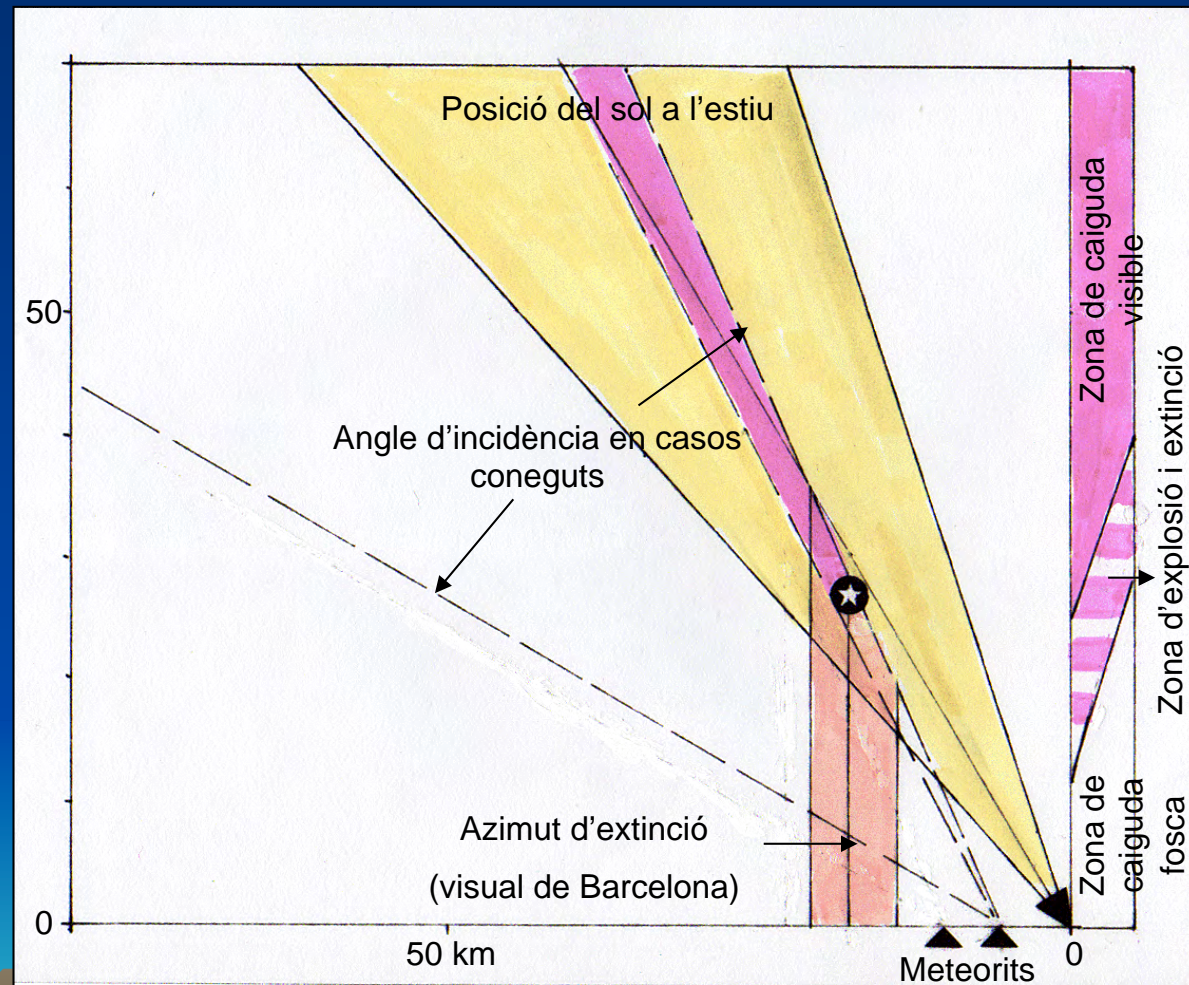 Posició del sol a l'estiu
50
Angle d'incidència en casos
coneguts
Azimut d'extinció
(visual de Barcelona)
0
50 km
0
Meteorits
Zona de caiguda
visible
Zona d'explosió i extinció
Zona de
caiguda
fosca